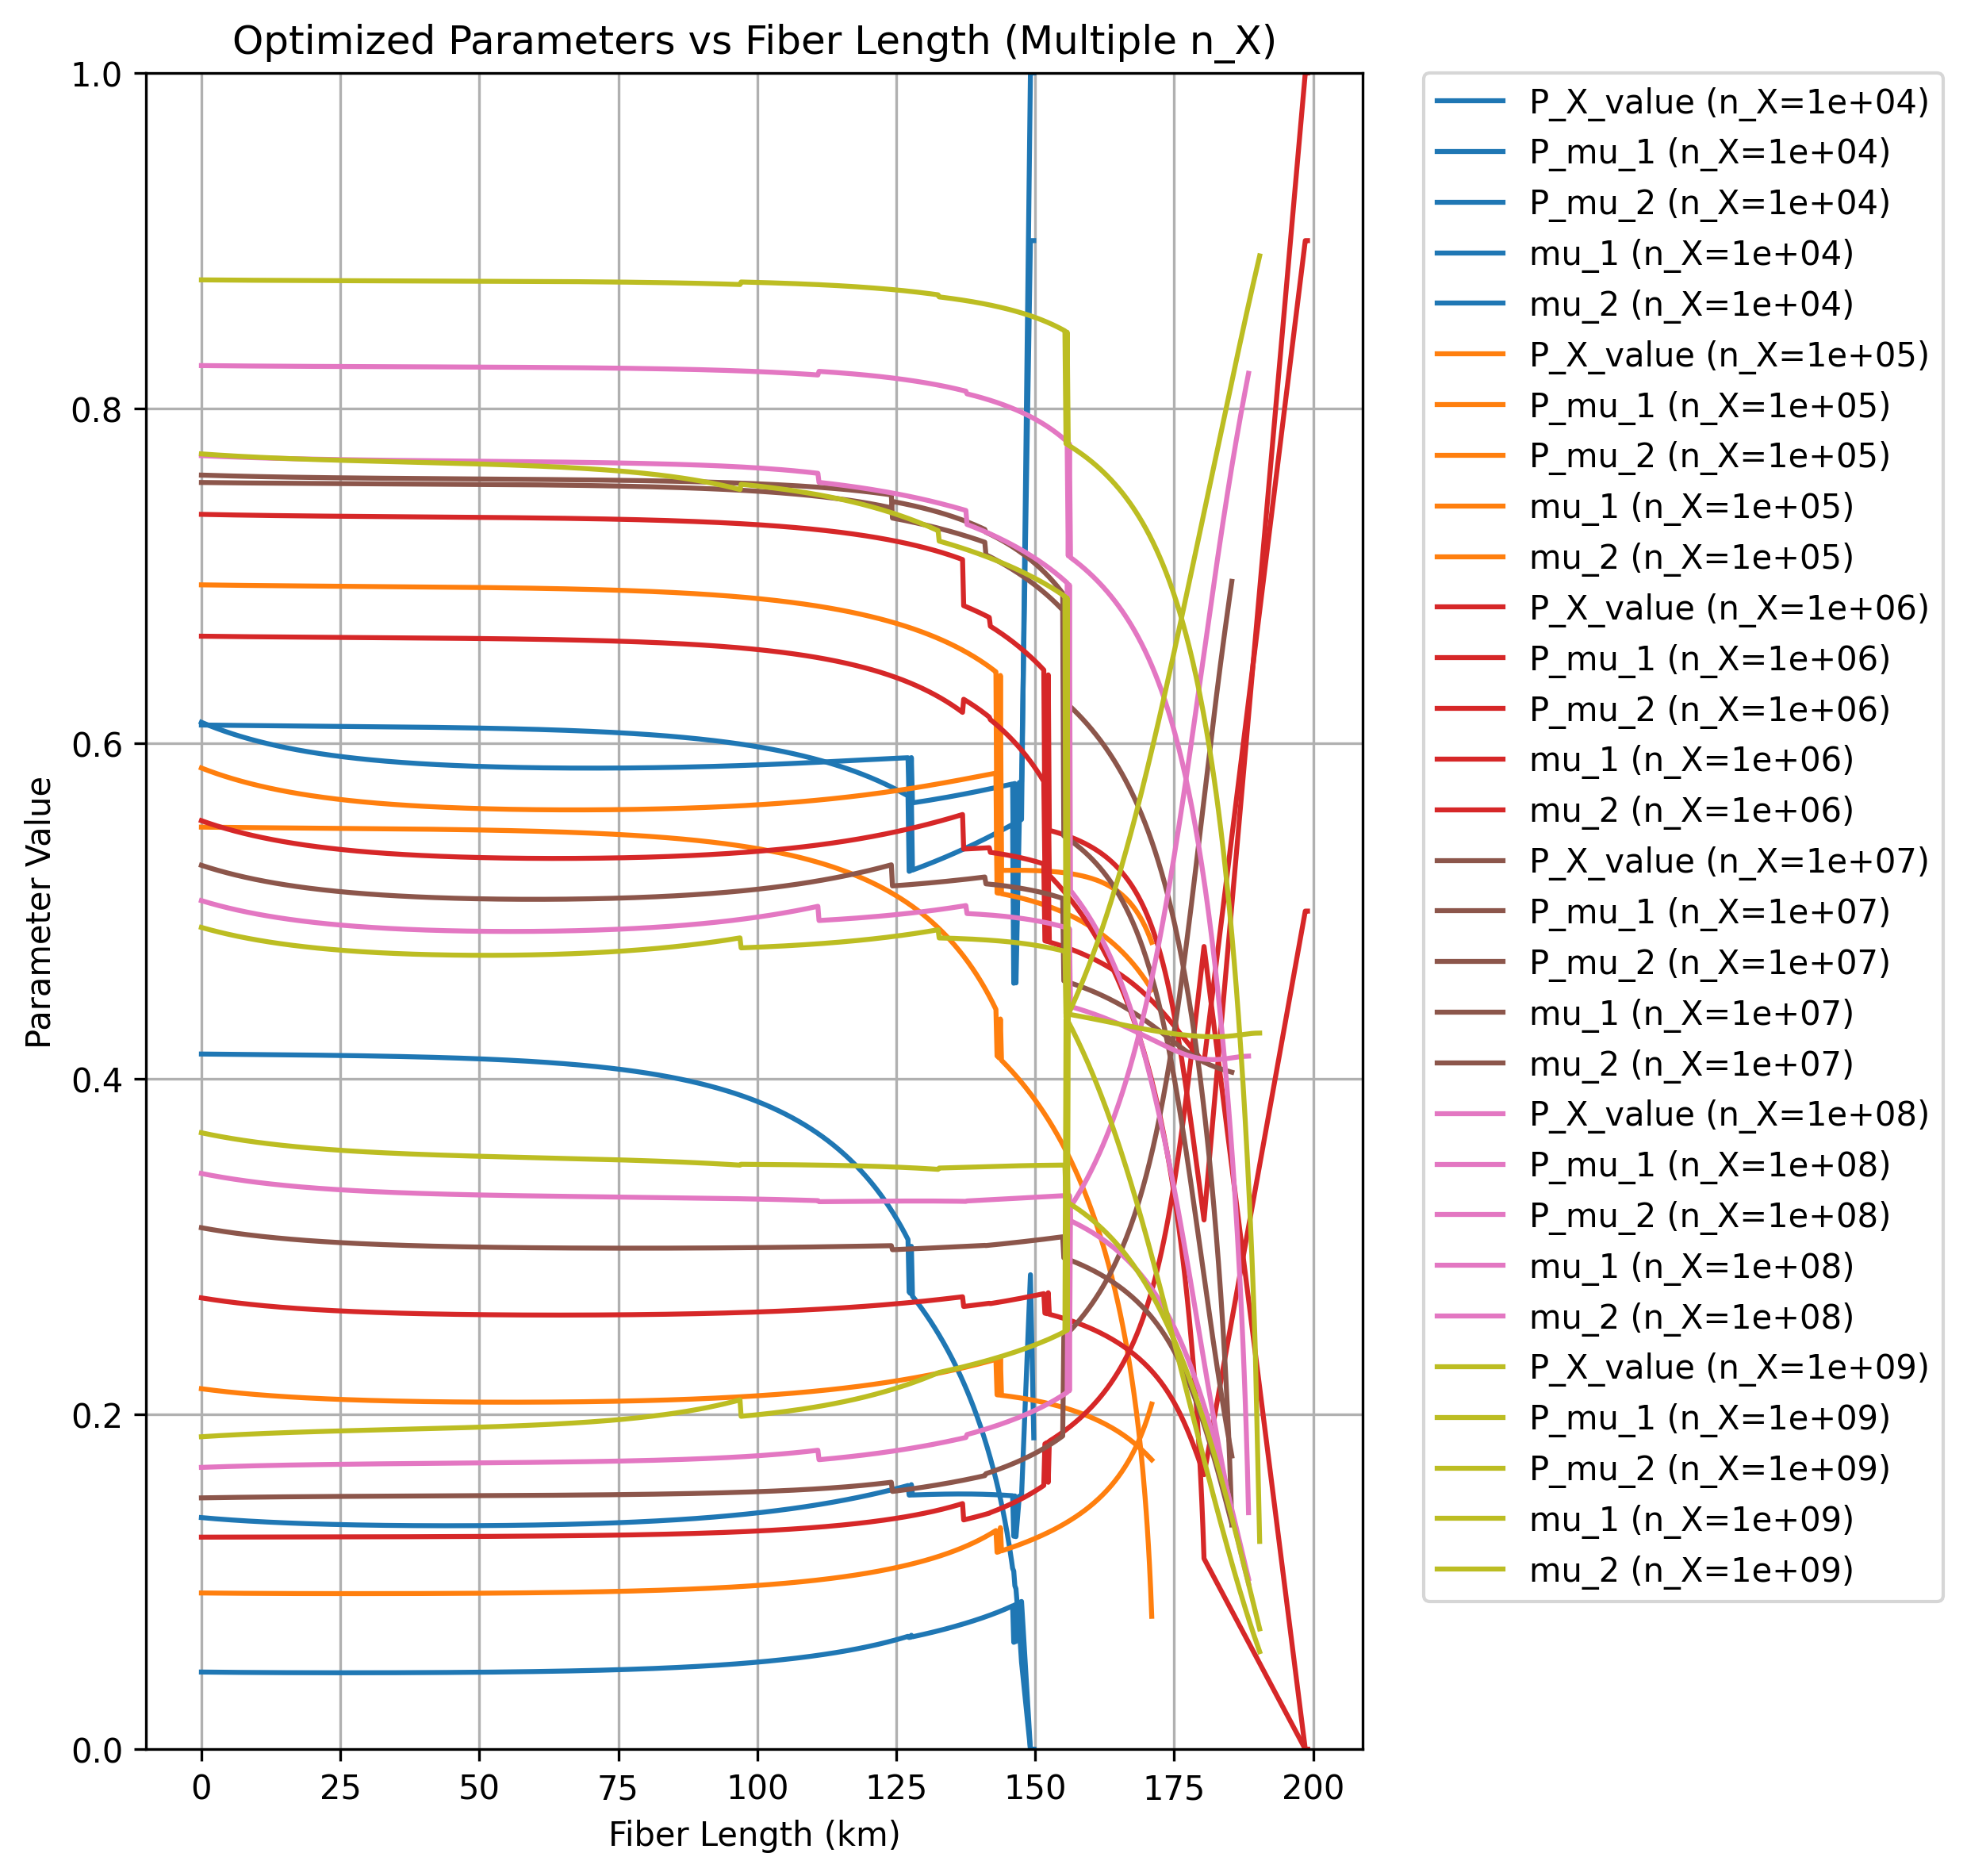 Optimized Parameters vs Fiber Length (Multiple n_X)
1.0
0.8
0.6
0.4
0.2
0.0
Parameter Value
0 25 50 75 100 125 150 175 200
Fiber Length (km)
P_X_value (n_X=1e+04)
P_mu_1 (n_X=1e+04)
P_mu_2 (n_X=1e+04)
mu_1 (n_X=1e+04)
mu_2 (n_X=1e+04)
P_X_value (n_X=1e+05)
P_mu_1 (n_X=1e+05)
P_mu_2 (n_X=1e+05)
mu_1 (n_X=1e+05)
mu_2 (n_X=1e+05)
P_X_value (n_X=1e+06)
P_mu_1 (n_X=1e+06)
P_mu_2 (n_X=1e+06)
mu_1 (n_X=1e+06)
mu_2 (n_X=1e+06)
P_X_value (n_X=1e+07)
P_mu_1 (n_X=1e+07)
P_mu_2 (n_X=1e+07)
mu_1 (n_X=1e+07)
mu_2 (n_X=1e+07)
P_X_value (n_X=1e+08)
P_mu_1 (n_X=1e+08)
P_mu_2 (n_X=1e+08)
mu_1 (n_X=1e+08)
mu_2 (n_X=1e+08)
P_X_value (n_X=1e+09)
P_mu_1 (n_X=1e+09)
P_mu_2 (n_X=1e+09)
mu_1 (n_X=1e+09)
mu_2 (n_X=1e+09)